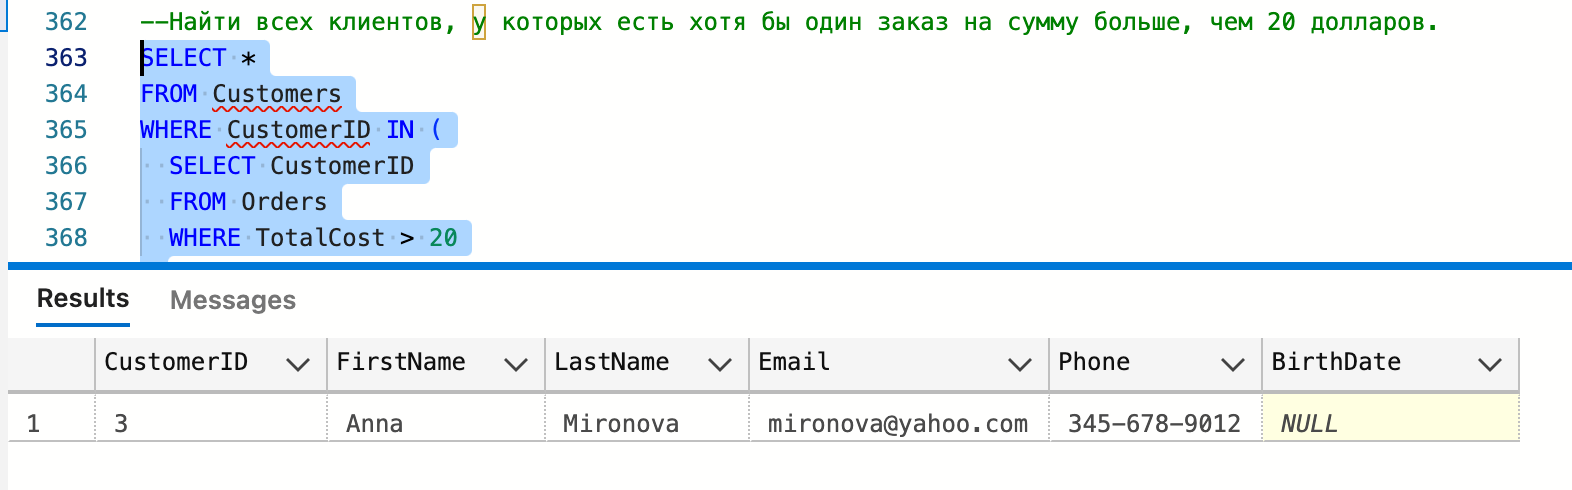 362 --Найти всех клиентов, у которых есть хотя бы один заказ на сумму больше, чем 20 долларов.
363 SELECT *
364 FROM Customers
365 WHERE CustomerID IN (
366 SELECT CustomerID
367 FROM Orders
368 WHERE TotalCost > 20
Results Messages
CustomerID FirstName LastName Email Phone BirthDate
1 3 Anna Mironova mironova@yahoo.com 345-678-9012 NULL